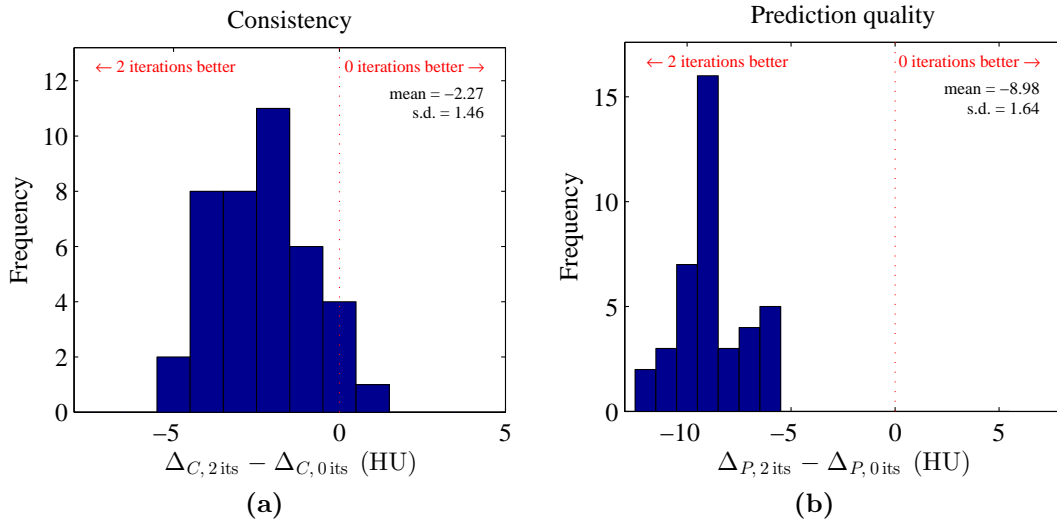 Consistency
← 2 iterations better
0 iterations better →
mean = −2.27
s.d. = 1.46
Frequency
12
10
8
6
4
2
0
−5
0
5
Δ_{C, 2 its} − Δ_{C, 0 its} (HU)
(a)
Prediction quality
← 2 iterations better
0 iterations better →
mean = −8.98
s.d. = 1.64
Frequency
15
10
5
0
−10
−5
0
5
Δ_{P, 2 its} − Δ_{P, 0 its} (HU)
(b)